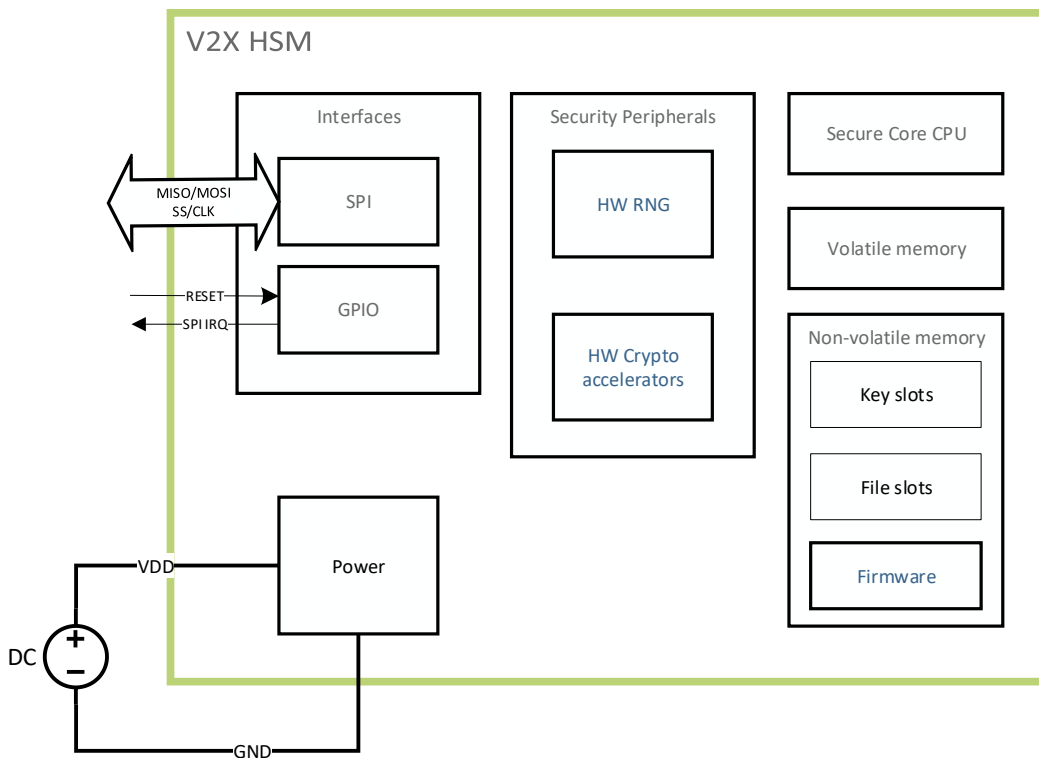 V2X HSM
Interfaces
SPI
MISO/MOSI
SS/CLK
GPIO
RESET
SPI IRQ
Security Peripherals
HW RNG
HW Crypto
accelerators
Secure Core CPU
Volatile memory
Non-volatile memory
Key slots
File slots
Firmware
Power
VDD
DC
GND